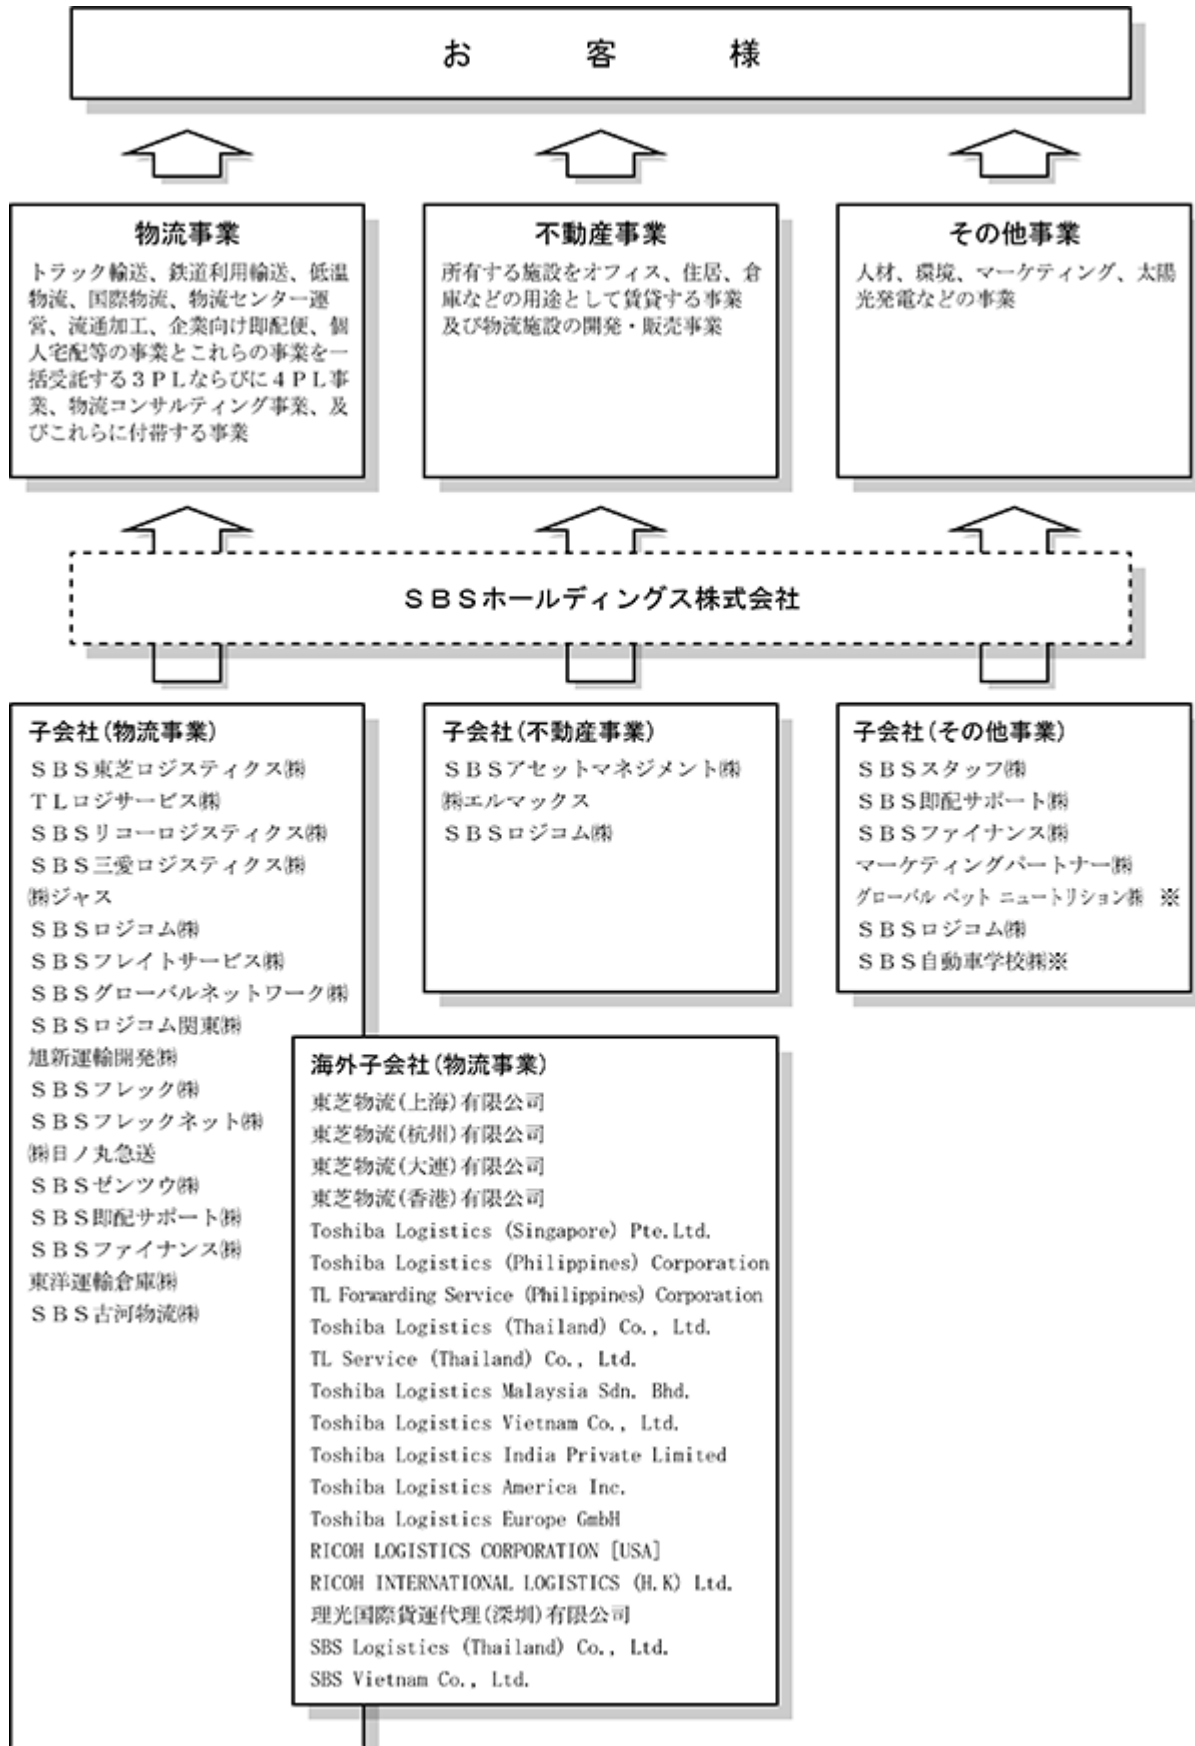 お客様
物流事業
トラック輸送、鉄道利用輸送、低温
物流、国際物流、物流センター運
営、流通加工、企業向け即配便、個
人宅配等の事業とこれらの事業を一
括受託する３ＰＬならびに４ＰＬ事
業、物流コンサルティング事業、及
びこれらに付帯する事業
不動産事業
所有する施設をオフィス、住居、倉
庫などの用途として賃貸する事業
及び物流施設の開発・販売事業
その他事業
人材、環境、マーケティング、太陽
光発電などの事業
ＳＢＳホールディングス株式会社
子会社(物流事業)
ＳＢＳ東芝ロジスティクス㈱
ＴＬロジサービス㈱
ＳＢＳリコーロジスティクス㈱
ＳＢＳ三愛ロジスティクス㈱
㈱ジャス
ＳＢＳロジコム㈱
ＳＢＳフレイトサービス㈱
ＳＢＳグローバルネットワーク㈱
ＳＢＳロジコム関東㈱
旭新運輸開発㈱
ＳＢＳフレック㈱
ＳＢＳフレックネット㈱
㈱日ノ丸急送
ＳＢＳゼンツウ㈱
ＳＢＳ即配サポート㈱
ＳＢＳファイナンス㈱
東洋運輸倉庫㈱
ＳＢＳ古河物流㈱
子会社(不動産事業)
ＳＢＳアセットマネジメント㈱
㈱エルマックス
ＳＢＳロジコム㈱
子会社(その他事業)
ＳＢＳスタッフ㈱
ＳＢＳ即配サポート㈱
ＳＢＳファイナンス㈱
マーケティングパートナー㈱
グローバル ペット ニュートリション㈱ ※
ＳＢＳロジコム㈱
ＳＢＳ自動車学校㈱※
海外子会社(物流事業)
東芝物流(上海)有限公司
東芝物流(杭州)有限公司
東芝物流(大連)有限公司
東芝物流(香港)有限公司
Toshiba Logistics (Singapore) Pte.Ltd.
Toshiba Logistics (Philippines) Corporation
TL Forwarding Service (Philippines) Corporation
Toshiba Logistics (Thailand) Co., Ltd.
TL Service (Thailand) Co., Ltd.
Toshiba Logistics Malaysia Sdn. Bhd.
Toshiba Logistics Vietnam Co., Ltd.
Toshiba Logistics India Private Limited
Toshiba Logistics America Inc.
Toshiba Logistics Europe GmbH
RICOH LOGISTICS CORPORATION [USA]
RICOH INTERNATIONAL LOGISTICS (H.K) Ltd.
理光国際貨運代理(深圳)有限公司
SBS Logistics (Thailand) Co., Ltd.
SBS Vietnam Co., Ltd.